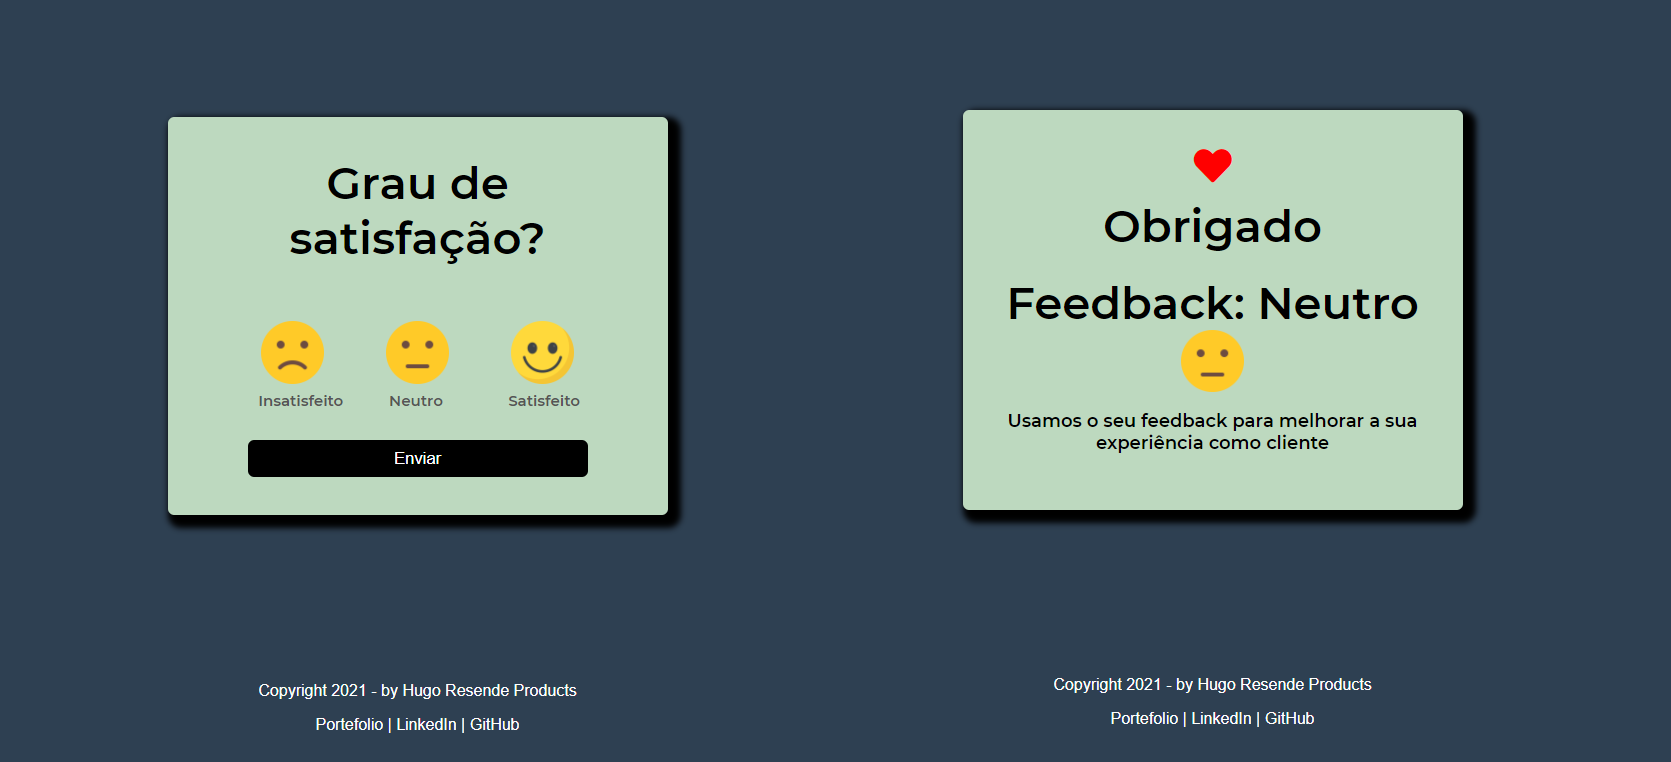 Grau de
satisfação?
Insatisfeito
Neutro
Satisfeito
Enviar
Copyright 2021 - by Hugo Resende Products
Portefolio | LinkedIn | GitHub
Obrigado
Feedback: Neutro
Usamos o seu feedback para melhorar a sua
experiência como cliente
Copyright 2021 - by Hugo Resende Products
Portefolio | LinkedIn | GitHub